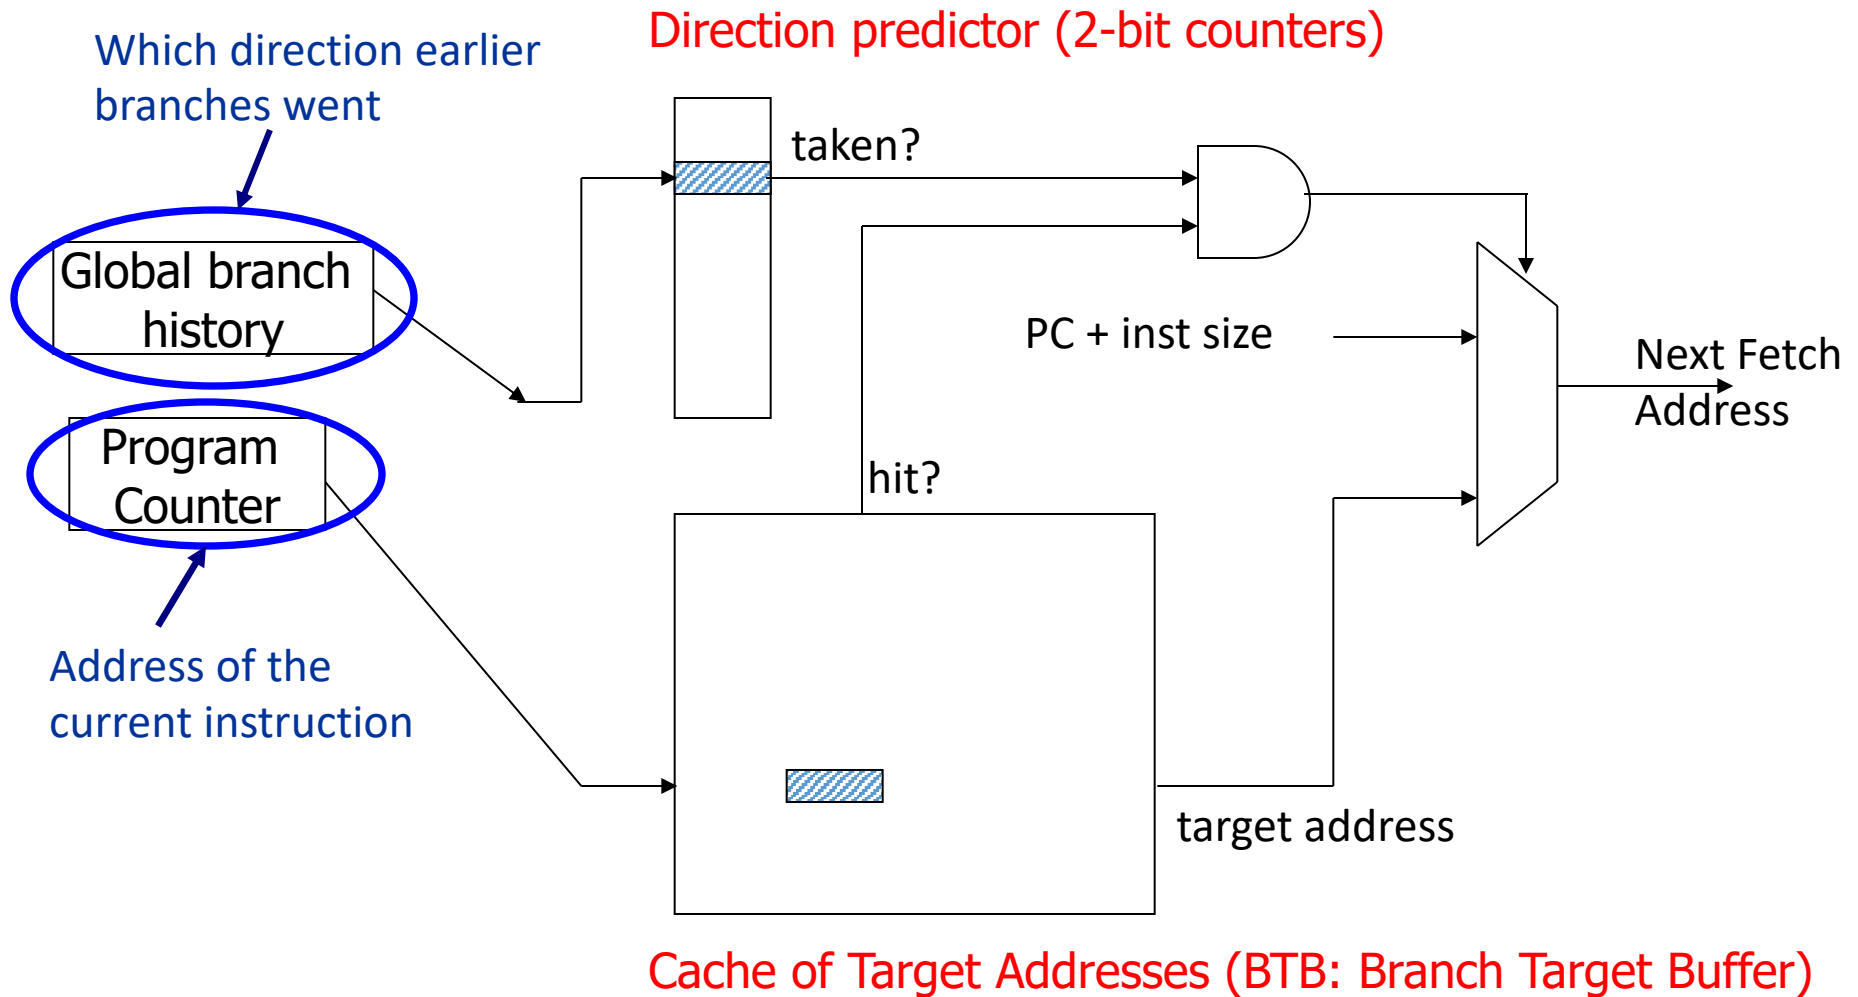 Direction predictor (2-bit counters)
Which direction earlier
branches went
taken?
Global branch
history
PC + inst size
Next Fetch
Address
Program
Counter
hit?
Address of the
current instruction
target address
Cache of Target Addresses (BTB: Branch Target Buffer)